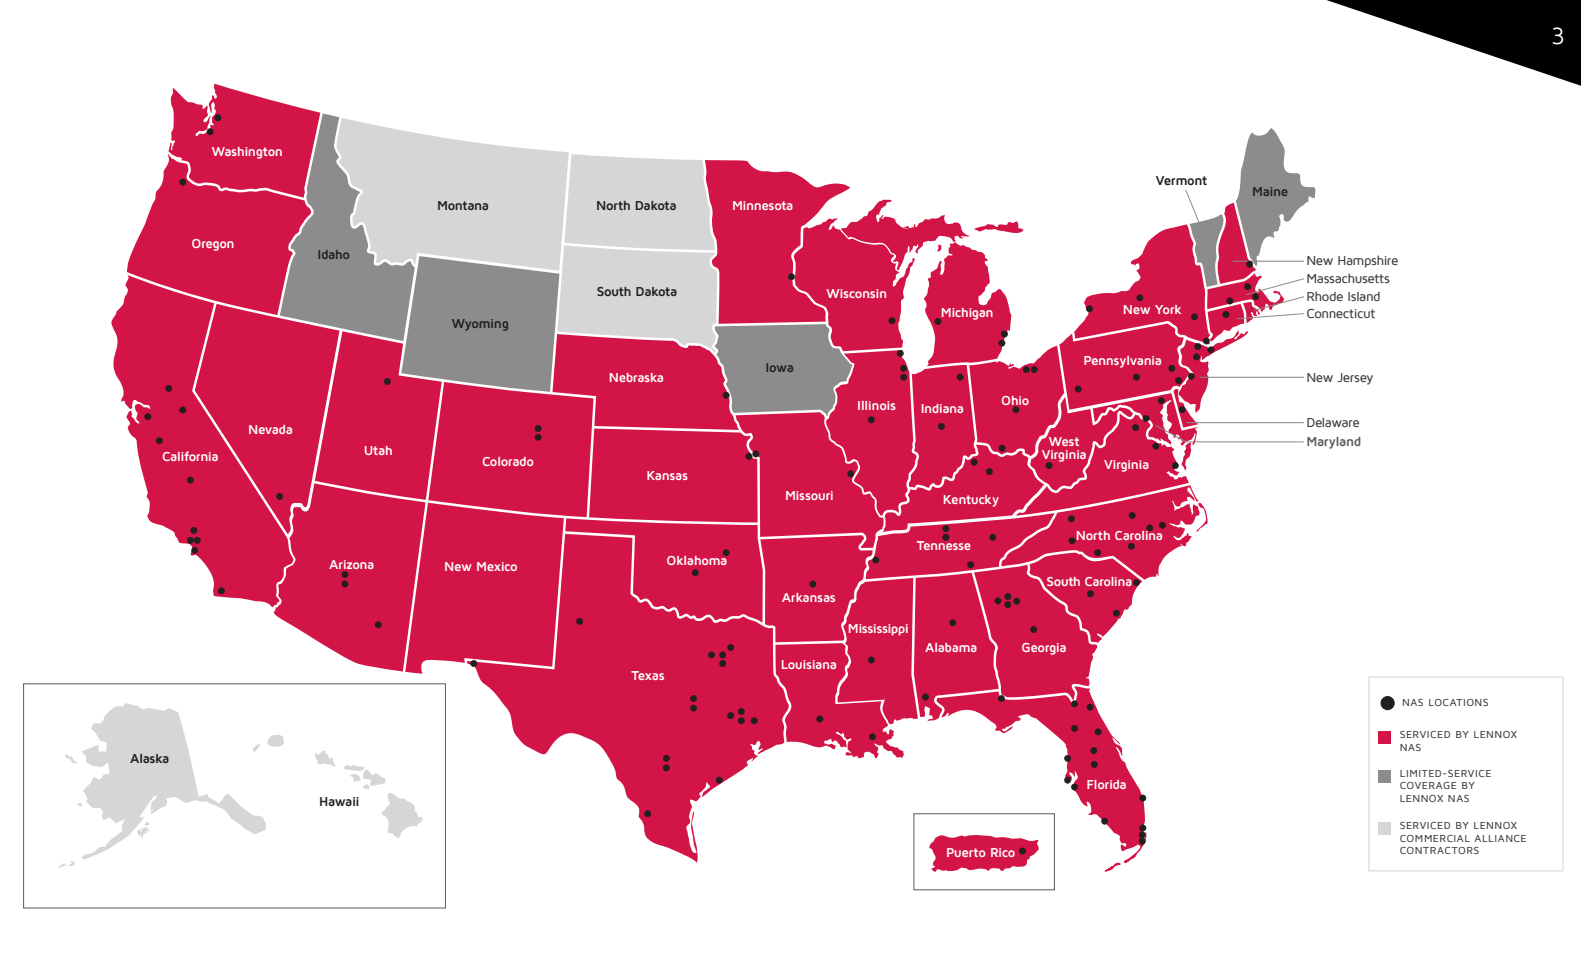 3
Washington
Montana
North Dakota
Minnesota
Vermont
Maine
Oregon
Idaho
South Dakota
Wisconsin
Michigan
New York
New Hampshire
Massachusetts
Rhode Island
Connecticut
Wyoming
Iowa
Nebraska
Pennsylvania
New Jersey
Illinois
Indiana
Ohio
Delaware
Maryland
Nevada
Utah
Colorado
California
Kansas
Missouri
West
Virginia
Virginia
Kentucky
Arizona
New Mexico
Oklahoma
Arkansas
Tennesse
North Carolina
South Carolina
Mississippi
Alabama
Georgia
Texas
Louisiana
Florida
Alaska
Hawaii
Puerto Rico
NAS LOCATIONS
SERVICED BY LENNOX
NAS
LIMITED-SERVICE
COVERAGE BY
LENNOX NAS
SERVICED BY LENNOX
COMMERCIAL ALLIANCE
CONTRACTORS